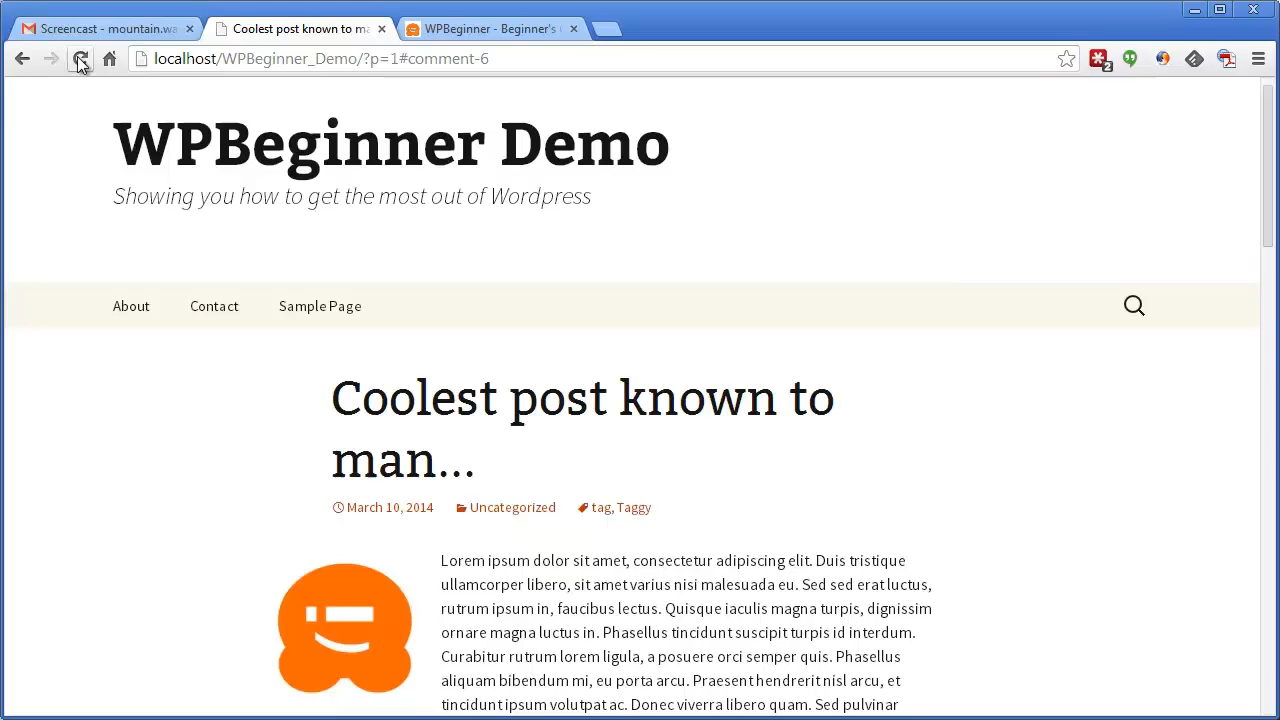 Screencast - mountain.wa
Coolest post known to ma
WPBeginner - Beginner's
localhost/WPBeginner_Demo/?p=1#comment-6
2
WPBeginner Demo
Showing you how to get the most out of Wordpress
About
Contact
Sample Page
Coolest post known to
man...
March 10, 2014
Uncategorized
tag, Taggy
Lorem ipsum dolor sit amet, consectetur adipiscing elit. Duis tristique
ullamcorper libero, sit amet varius nisi malesuada eu. Sed sed erat luctus,
rutrum ipsum in, faucibus lectus. Quisque iaculis magna turpis, dignissim
ornare magna luctus in. Phasellus tincidunt suscipit turpis id interdum.
Curabitur rutrum lorem ligula, a posuere orci semper quis. Phasellus
aliquam bibendum mi, eu porta arcu. Praesent hendrerit nisl arcu, et
tincidunt ipsum volutpat ac. Donec viverra libero quam. Sed pulvinar